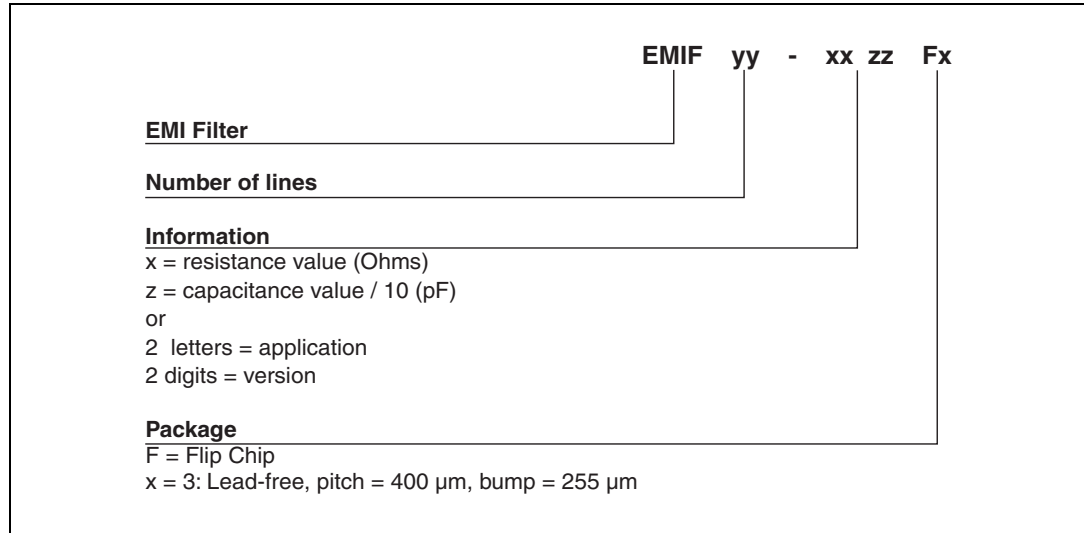 EMIF yy - xx zz Fx
EMI Filter
Number of lines
Information
x = resistance value (Ohms)
z = capacitance value / 10 (pF)
or
2 letters = application
2 digits = version
Package
F = Flip Chip
x = 3: Lead-free, pitch = 400 µm, bump = 255 µm